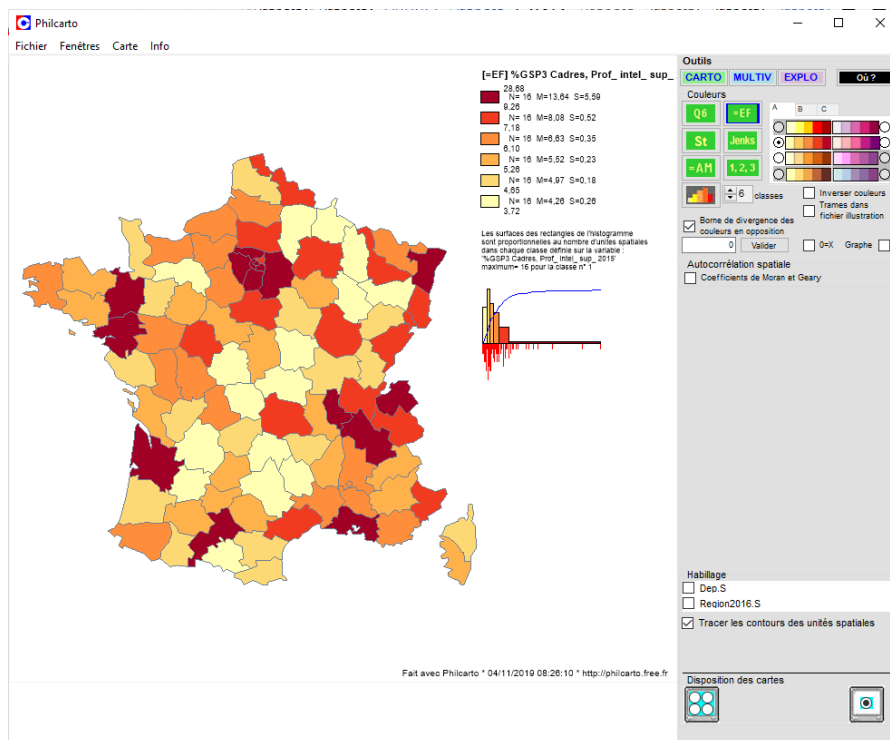 Philcarto
Fichier Fenêtres Carte Info
[=EF] %GSP3 Cadres, Prof_ intel_ sup_
28,68
N= 16 M=13,64 S=5,59
9,26
N= 16 M=8,08 S=0,52
7,18
N= 16 M=6,63 S=0,35
6,10
N= 16 M=5,52 S=0,23
5,26
N= 16 M=4,97 S=0,18
4,65
N= 16 M=4,26 S=0,26
3,72
Les surfaces des rectangles de l'histogramme
sont proportionnelles au nombre d'unites spatiales
dans chaque classe définie sur la variable :
'%GSP3 Cadres, Prof_ intel_ sup_ 2015'
maximum= 16 pour la classe n° 1
Fait avec Philcarto * 04/11/2019 08:26:10 * http://philcarto.free.fr
Outils
CARTO MULTIV EXPLO Où ?
Couleurs
Q6 =EF
A B C
St Jenks
=AM 1,2,3
6 classes
Inverser couleurs
Trames dans
fichier illustration
Borne de divergence des
couleurs en opposition
0 Valider 0=X Graphe
Autocorrélation spatiale
Coefficients de Moran et Geary
Habillage
Dep.S
Region2016.S
Tracer les contours des unités spatiales
Disposition des cartes